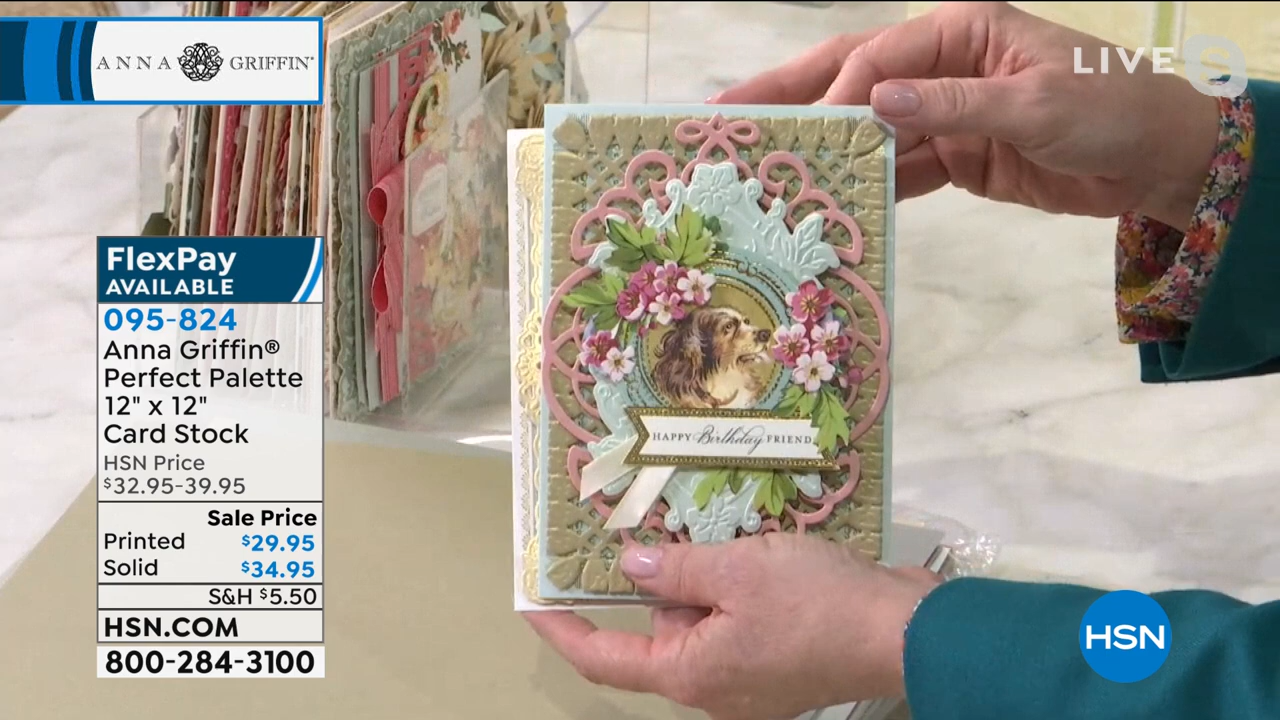 ANNA GRIFFIN®
LIVE S
FlexPay
AVAILABLE
095-824
Anna Griffin®
Perfect Palette
12" x 12"
Card Stock
HSN Price
$32.95-39.95
Sale Price
Printed $29.95
Solid $34.95
S&H $5.50
HSN.COM
800-284-3100
HAPPY Birthday FRIEND
HSN